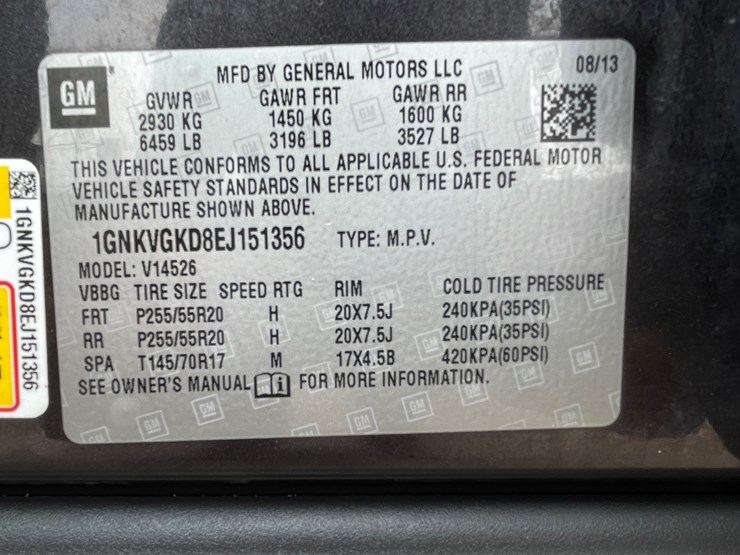 GM
MFD BY GENERAL MOTORS LLC 08/13
GVWR GAWR FRT GAWR RR
2930 KG 1450 KG 1600 KG
6459 LB 3196 LB 3527 LB
THIS VEHICLE CONFORMS TO ALL APPLICABLE U.S. FEDERAL MOTOR
VEHICLE SAFETY STANDARDS IN EFFECT ON THE DATE OF
MANUFACTURE SHOWN ABOVE.
1GNKVGKD8EJ151356 TYPE: M.P.V.
MODEL: V14526
VBBG TIRE SIZE SPEED RTG RIM COLD TIRE PRESSURE
FRT P255/55R20 H 20X7.5J 240KPA(35PSI)
RR P255/55R20 H 20X7.5J 240KPA(35PSI)
SPA T145/70R17 M 17X4.5B 420KPA(60PSI)
SEE OWNER'S MANUAL FOR MORE INFORMATION.
1GNKVGKD8EJ151356